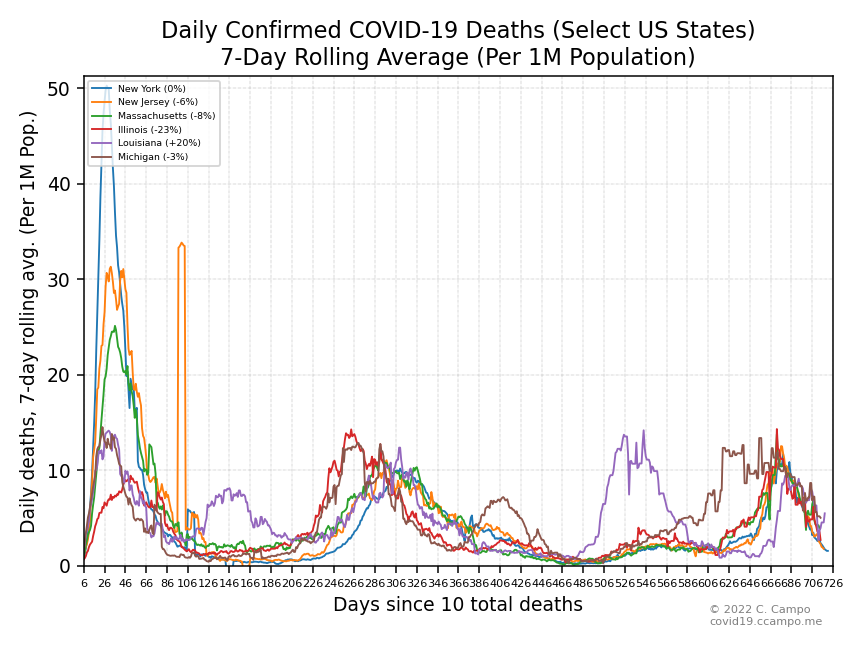 Daily Confirmed COVID-19 Deaths (Select US States)
7-Day Rolling Average (Per 1M Population)
Daily deaths, 7-day rolling avg. (Per 1M Pop.)
50
40
30
20
10
0
New York (0%)
New Jersey (-6%)
Massachusetts (-8%)
Illinois (-23%)
Louisiana (+20%)
Michigan (-3%)
6 26 46 66 86 106 126 146 166 186 206 226 246 266 286 306 326 346 366 386 406 426 446 466 486 506 526 546 566 586 606 626 646 666 686 706 726
Days since 10 total deaths
© 2022 C. Campo
covid19.ccampo.me